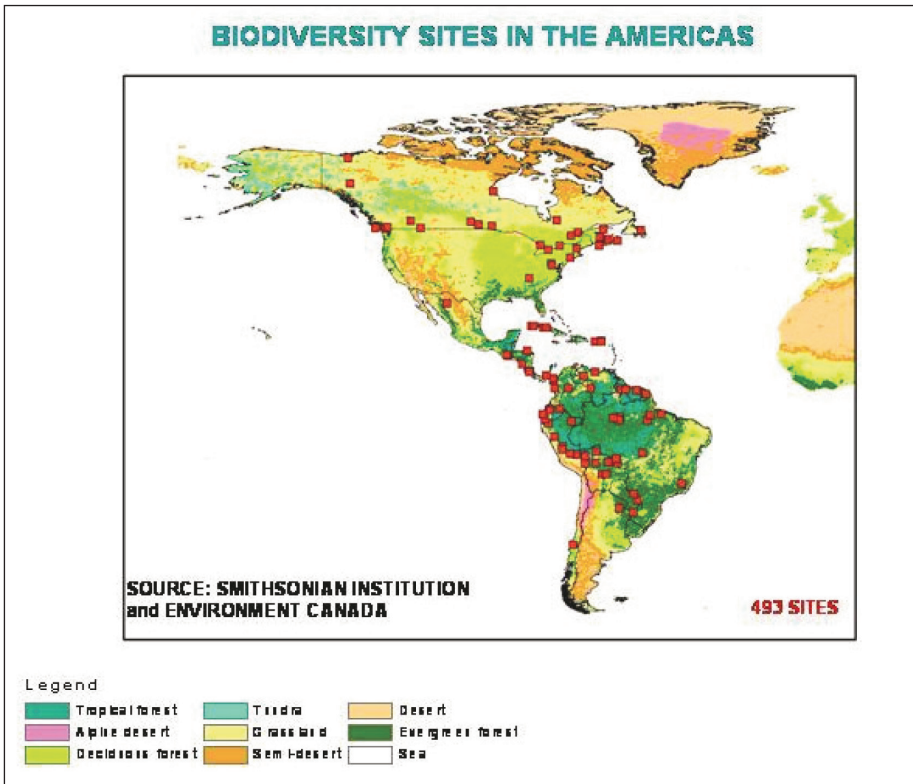 BIODIVERSITY SITES IN THE AMERICAS
SOURCE: SMITHSONIAN INSTITUTION
and ENVIRONMENT CANADA
493 SITES
Legend
Tropical forest
Tundra
Desert
Alpine desert
Grassland
Evergreen forest
Deciduous forest
Semi-desert
Sea